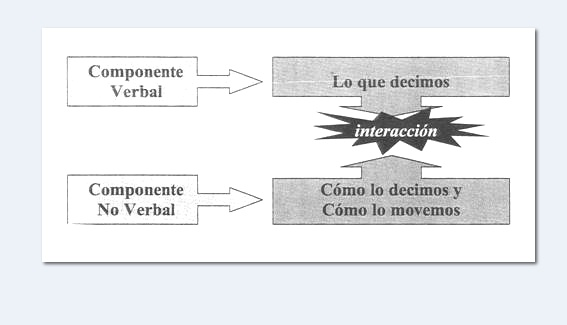 Componente
Verbal
Lo que decimos
interacción
Componente
No Verbal
Cómo lo decimos y
Cómo lo movemos